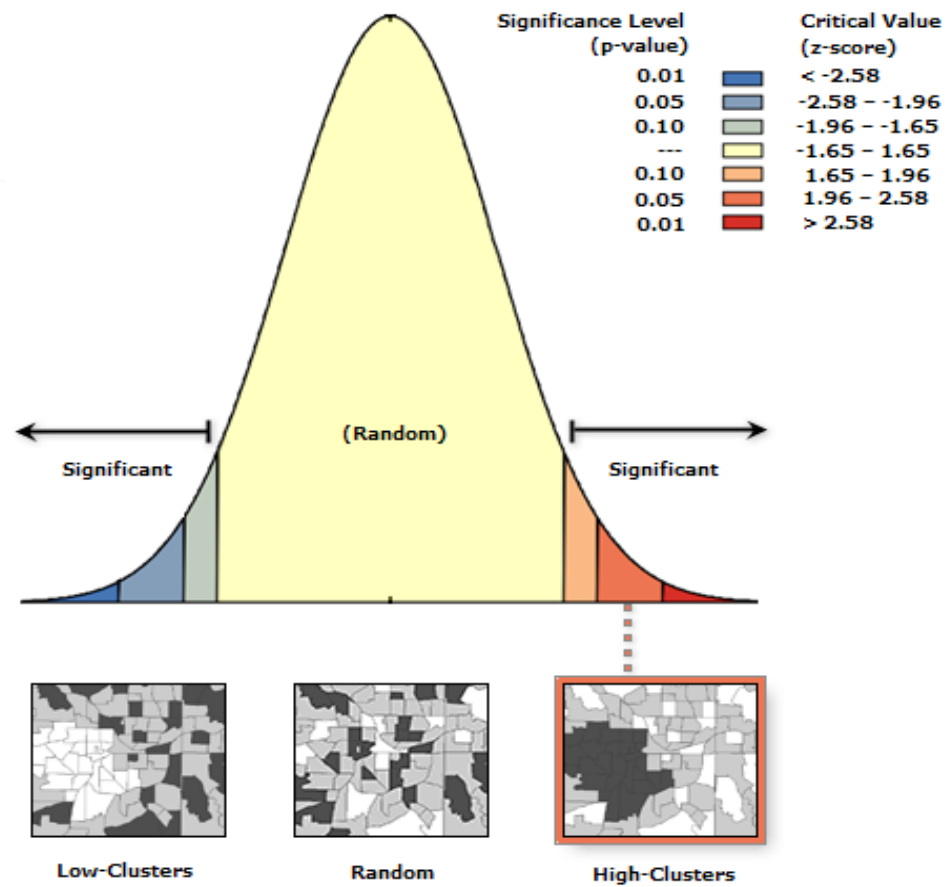 Significance Level
(p-value)
Critical Value
(z-score)
0.01 < -2.58
0.05 -2.58 – -1.96
0.10 -1.96 – -1.65
--- -1.65 – 1.65
0.10 1.65 – 1.96
0.05 1.96 – 2.58
0.01 > 2.58
(Random)
Significant
Significant
Low-Clusters
Random
High-Clusters